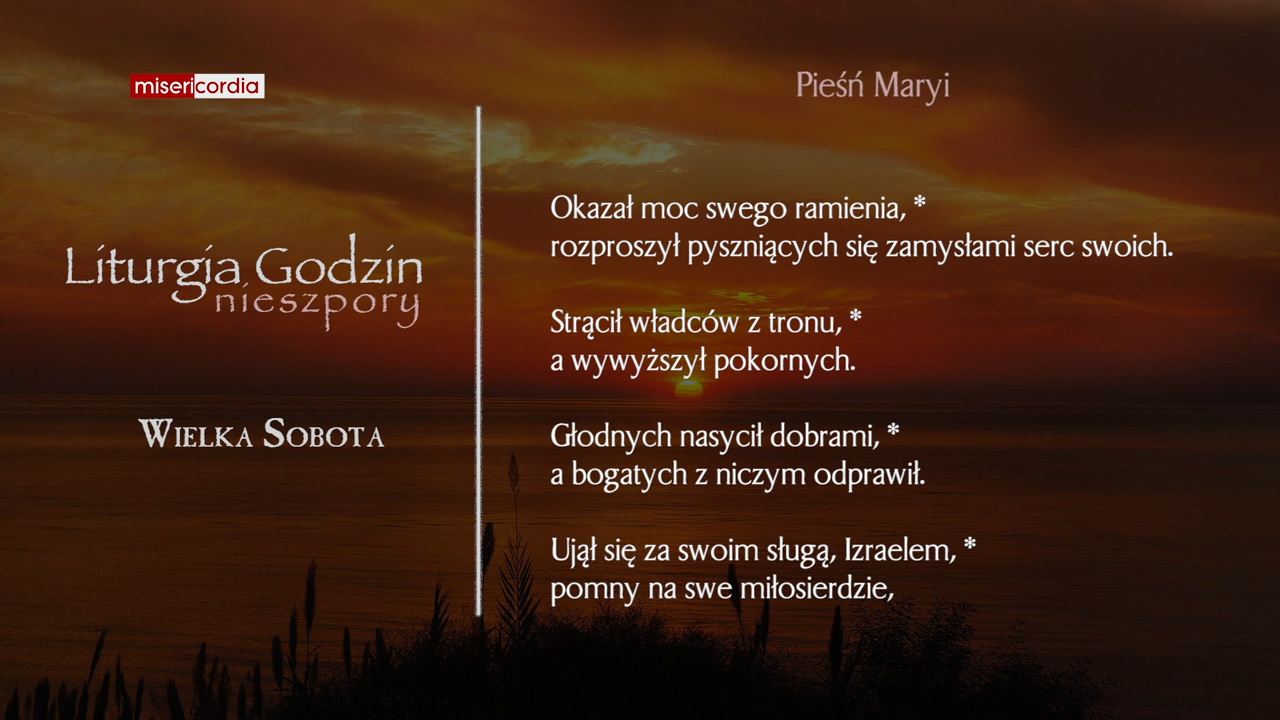 misericordia
Liturgia Godzin
nieszpory
Wielka Sobota
Pieśń Maryi
Okazał moc swego ramienia, *
rozproszył pyszniących się zamysłami serc swoich.
Strącił władców z tronu, *
a wywyższył pokornych.
Głodnych nasycił dobrami, *
a bogatych z niczym odprawił.
Ujął się za swoim sługą, Izraelem, *
pomny na swe miłosierdzie,